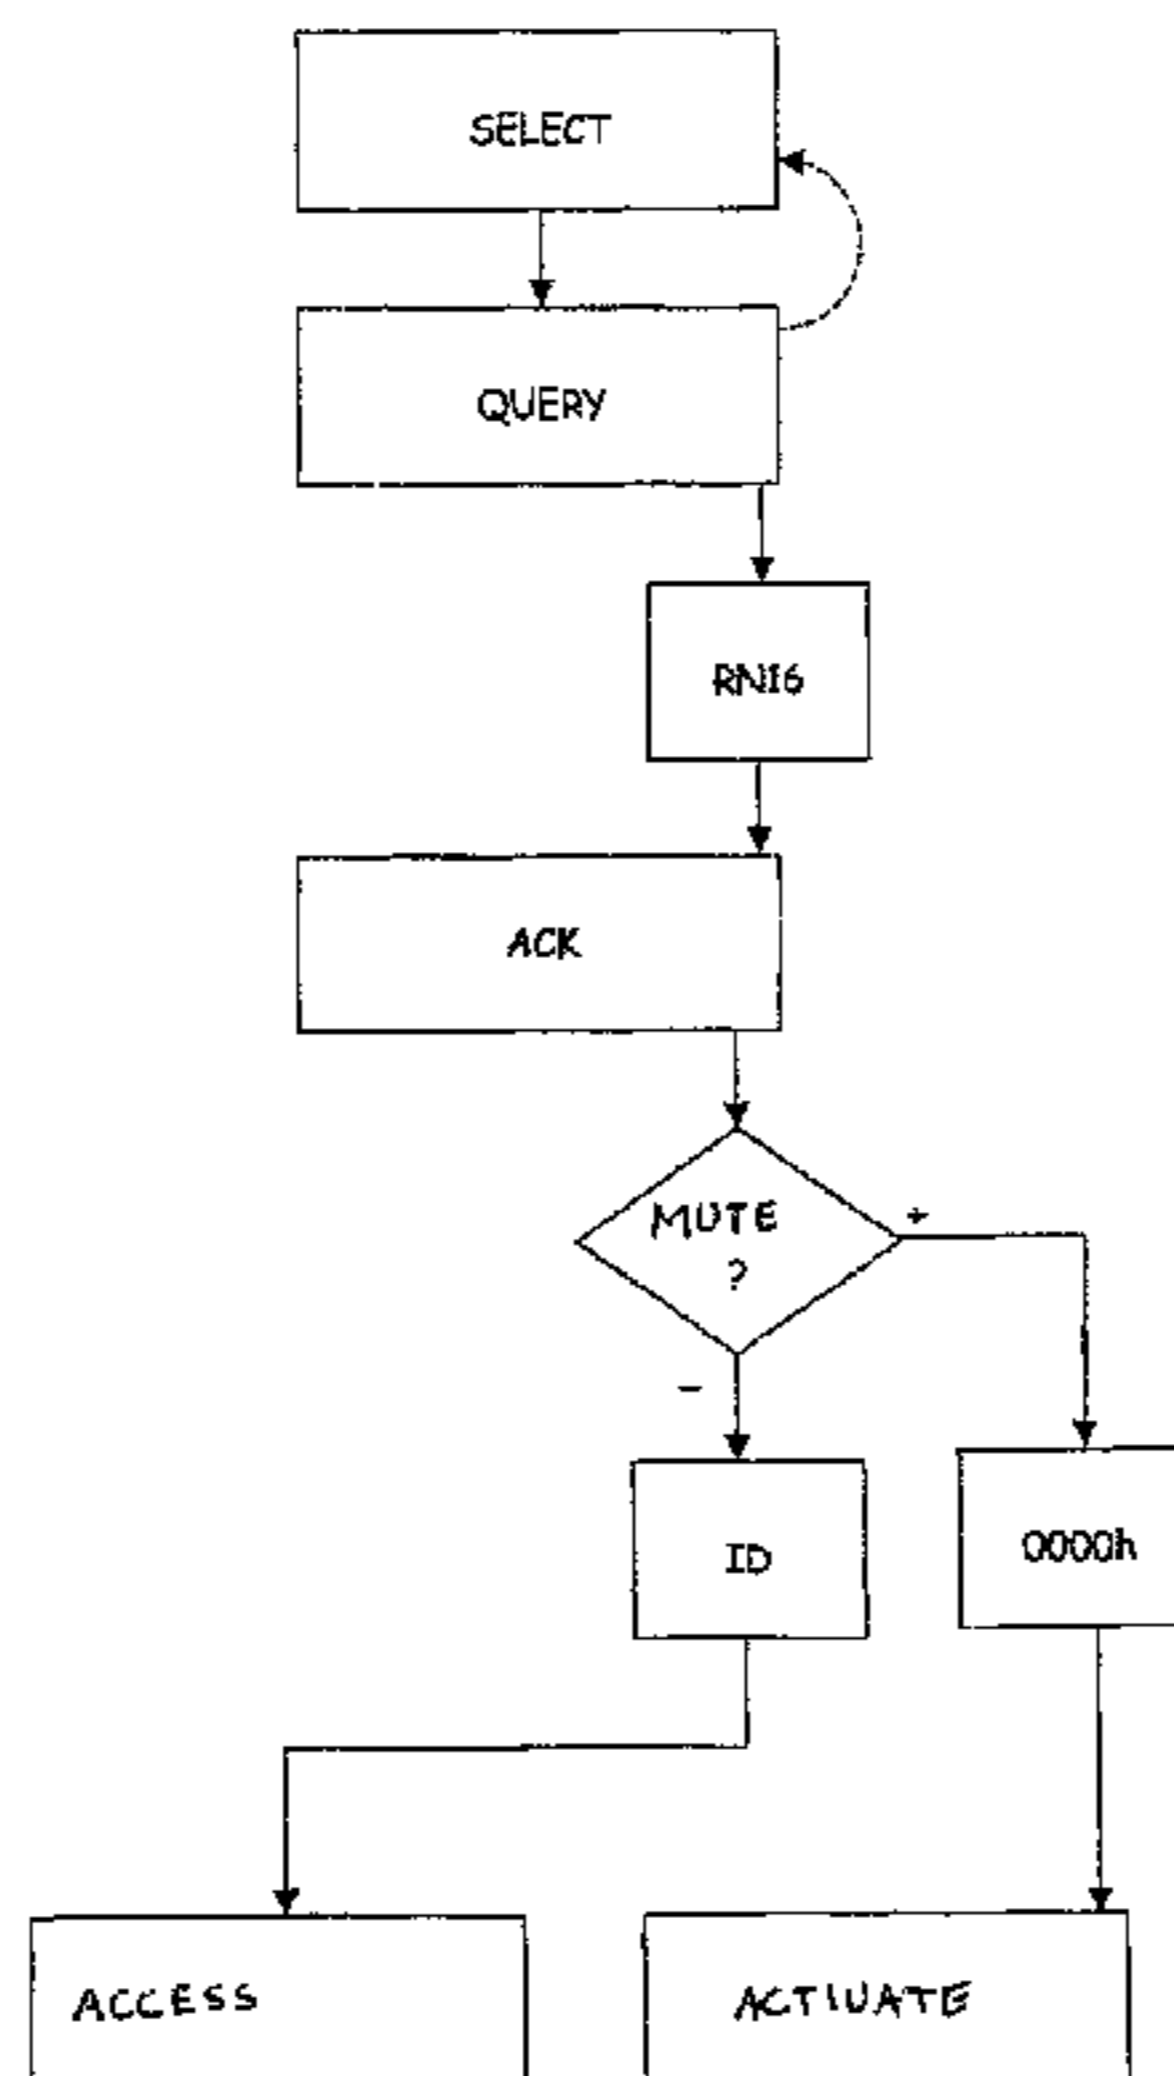 SELECT
QUERY
RN16
ACK
MUTE
?
+
-
ID
0000h
ACCESS
ACTIVATE